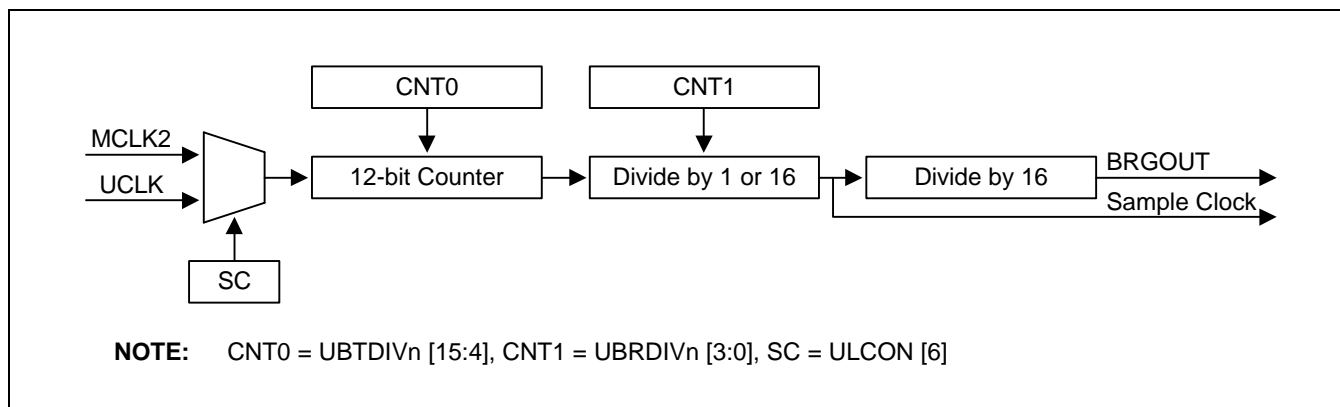 CNT0
CNT1
MCLK2
UCLK
12-bit Counter
Divide by 1 or 16
Divide by 16
BRGOUT
Sample Clock
SC
NOTE: CNT0 = UBTDIVn [15:4], CNT1 = UBRDIVn [3:0], SC = ULCON [6]